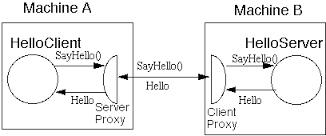 Machine A
Machine B
HelloClient
HelloServer
SayHello()
SayHello()
SayHello()
Hello
Hello
Hello
Server
Proxy
Client
Proxy